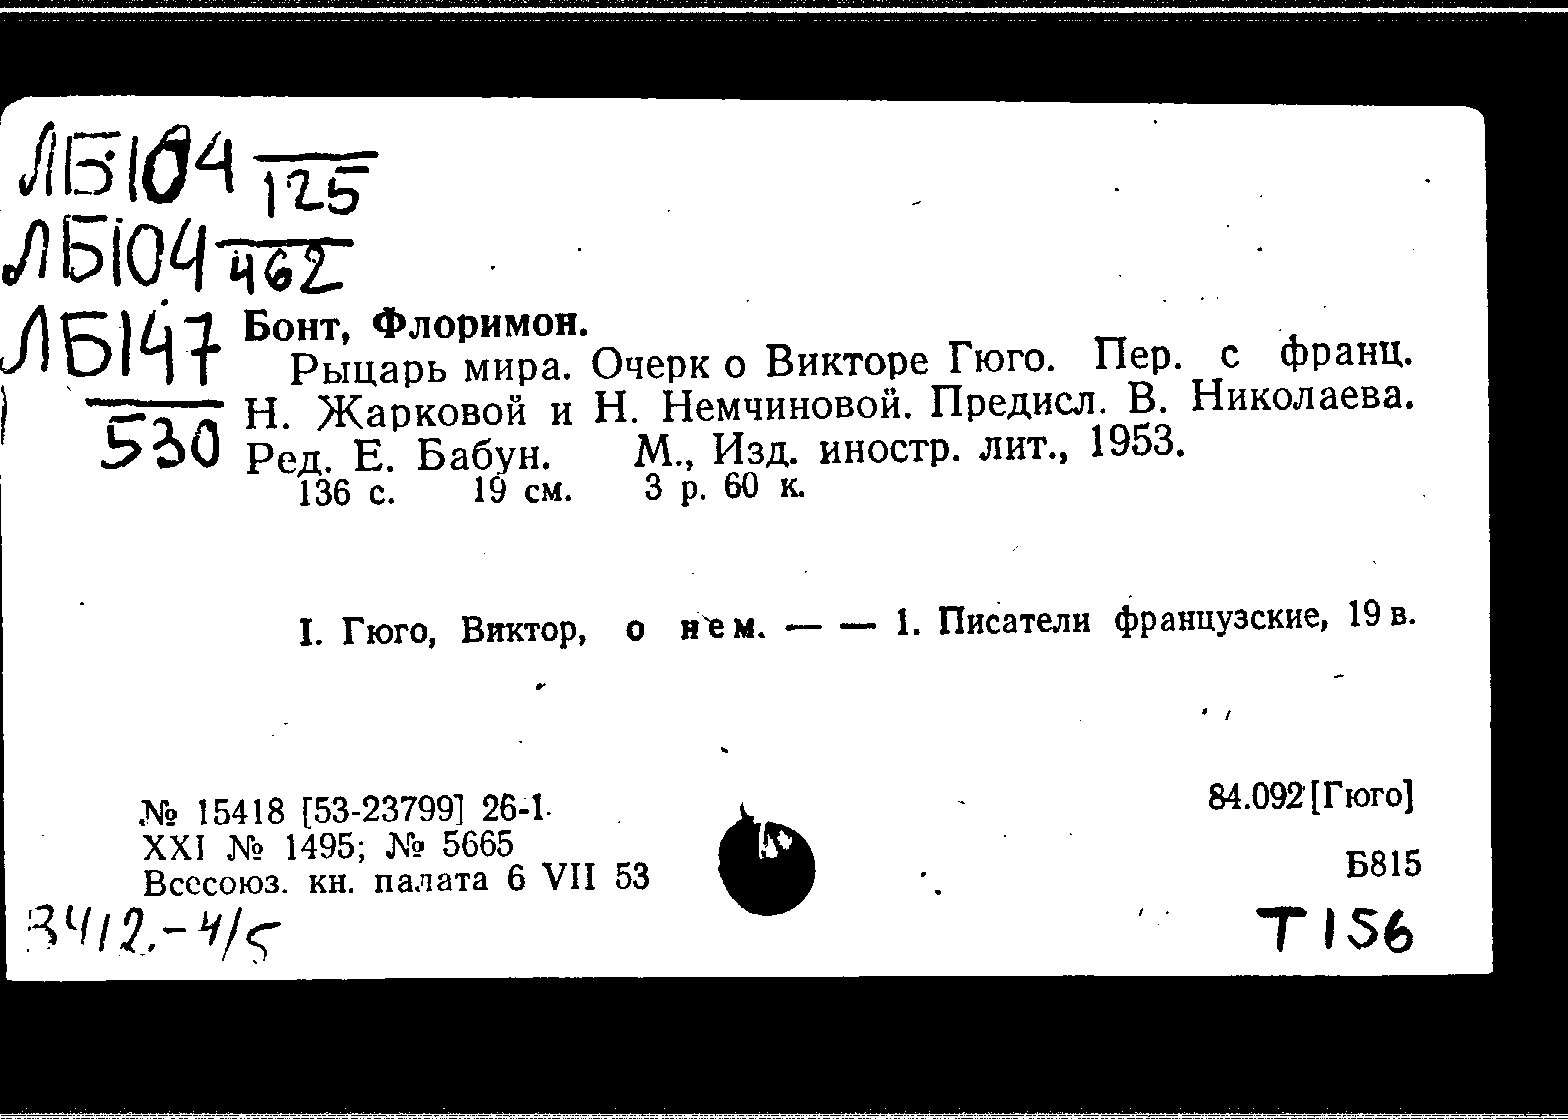 ЛБ104
125
ЛБ104
462
ЛБ147
530
Бонт, Флоримон.
Рыцарь мира. Очерк о Викторе Гюго. Пер. с франц.
Н. Жарковой и Н. Немчиновой. Предисл. В. Николаева.
Ред. Е. Бабун. М., Изд. иностр. лит., 1953.
136 с. 19 см. 3 р. 60 к.
I. Гюго, Виктор, о нем. — — 1. Писатели французские, 19 в.
№ 15418 [53-23799] 26-1.
XXI № 1495; № 5665
Всесоюз. кн. палата 6 VII 53
84.092 [Гюго]
Б815
3412.-4/5
Т156